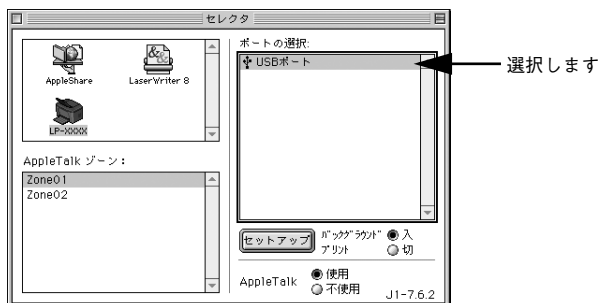 セレクタ
AppleShare
LaserWriter 8
LP-XXXX
AppleTalk ゾーン：
Zone01
Zone02
ポートの選択:
USBポート
選択します
セットアップ
バックグラウンド
プリント
入
切
AppleTalk
使用
不使用
J1-7.6.2